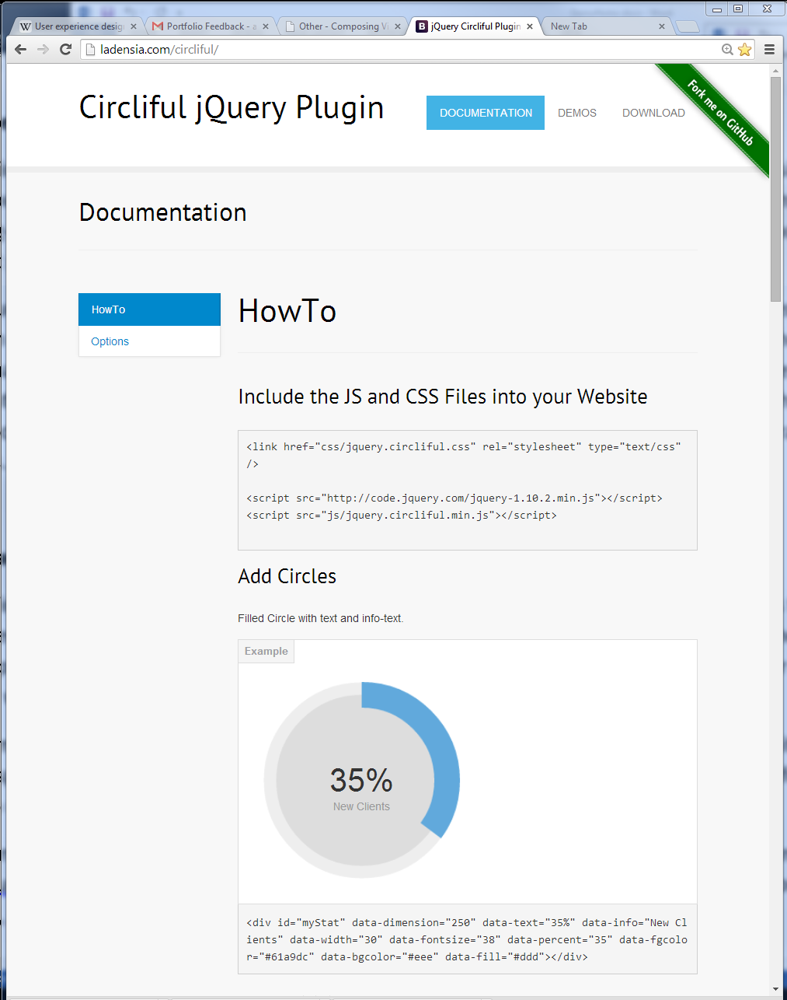 User experience desig
Portfolio Feedback - a
Other - Composing Vi
jQuery Circliful Plugin
New Tab
ladensia.com/circliful/
Fork me on GitHub
Circliful jQuery Plugin
DOCUMENTATION
DEMOS
DOWNLOAD
Documentation
HowTo
Options
HowTo
Include the JS and CSS Files into your Website
<link href="css/jquery.circliful.css" rel="stylesheet" type="text/css"
/>
<script src="http://code.jquery.com/jquery-1.10.2.min.js"></script>
<script src="js/jquery.circliful.min.js"></script>
Add Circles
Filled Circle with text and info-text.
Example
35%
New Clients
<div id="myStat" data-dimension="250" data-text="35%" data-info="New Cl
ients" data-width="30" data-fontsize="38" data-percent="35" data-fgcolo
r="#61a9dc" data-bgcolor="#eee" data-fill="#ddd"></div>